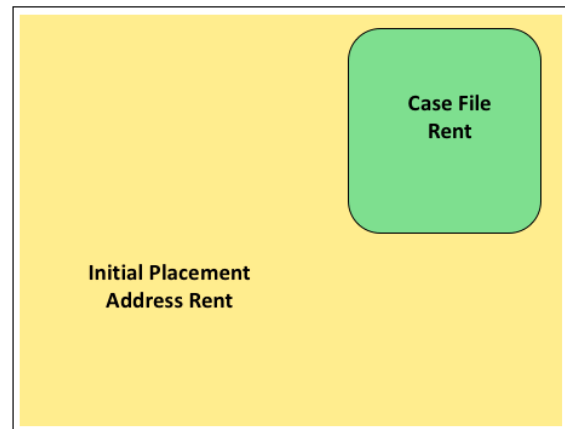 Case File
Rent
Initial Placement
Address Rent